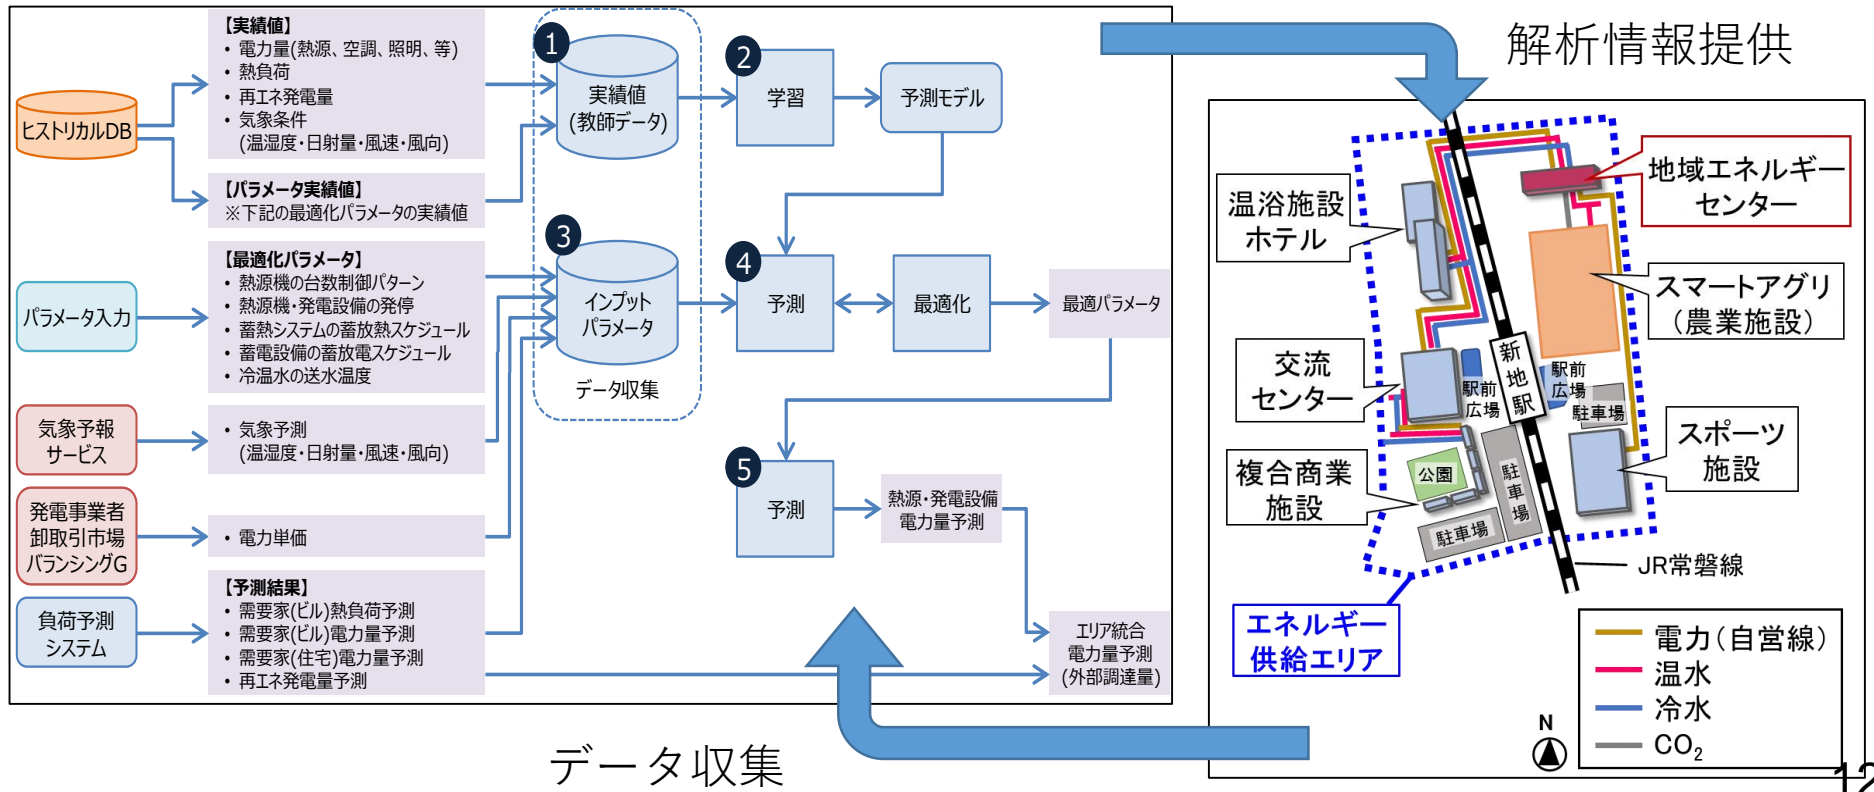 【実績値】
・ 電力量(熱源、空調、照明、等)
・ 熱負荷
・ 再エネ発電量
・ 気象条件
(温湿度・日射量・風速・風向)
ヒストリカルDB
【パラメータ実績値】
※下記の最適化パラメータの実績値
【最適化パラメータ】
・ 熱源機の台数制御パターン
・ 熱源機・発電設備の発停
・ 蓄熱システムの蓄放熱スケジュール
・ 蓄電設備の蓄放電スケジュール
・ 冷温水の送水温度
パラメータ入力
気象予報
サービス
・ 気象予測
(温湿度・日射量・風速・風向)
発電事業者
卸取引市場
バランシングG
・ 電力単価
負荷予測
システム
【予測結果】
・ 需要家(ビル)熱負荷予測
・ 需要家(ビル)電力量予測
・ 需要家(住宅)電力量予測
・ 再エネ発電量予測
1
実績値
(教師データ)
2
学習
予測モデル
3
インプット
パラメータ
データ収集
4
予測
最適化
最適パラメータ
5
予測
熱源・発電設備
電力量予測
エリア統合
電力量予測
(外部調達量)
データ収集
解析情報提供
温浴施設
ホテル
地域エネルギー
センター
スマートアグリ
(農業施設)
交流
センター
駅前
広場
新地駅
駅前
広場
駐車場
スポーツ
施設
複合商業
施設
公園
駐車場
駐車場
JR常磐線
エネルギー
供給エリア
電力(自営線)
温水
冷水
CO₂
N
12